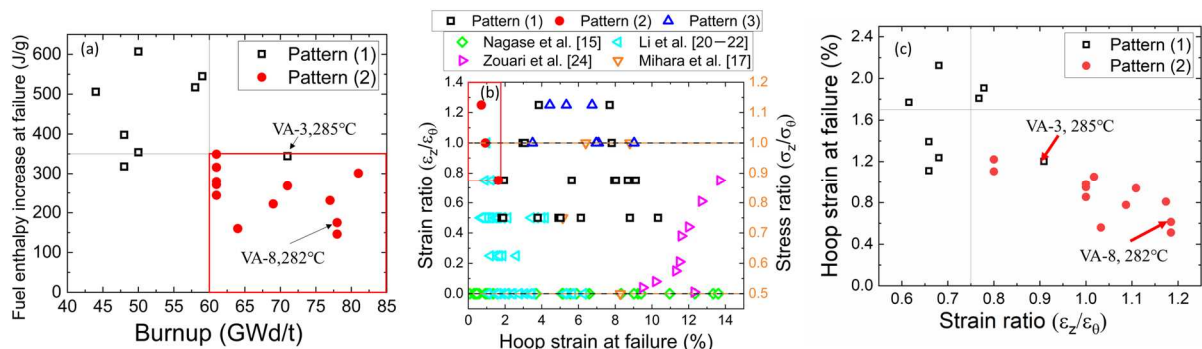 (a)
Pattern (1)
Pattern (2)
VA-3,285℃
VA-8,282℃
600
500
400
300
200
100
0
40 45 50 55 60 65 70 75 80 85
Fuel enthalpy increase at failure (J/g)
Burnup (GWd/t)
Pattern (1) Pattern (2) Pattern (3)
Nagase et al. [15] Li et al. [20−22]
Zouari et al. [24] Mihara et al. [17]
(b)
1.4
1.2
1.0
0.8
0.6
0.4
0.2
0.0
1.2
1.1
1.0
0.9
0.8
0.7
0.6
0.5
0 2 4 6 8 10 12 14
Strain ratio (εz/εθ)
Stress ratio (σz/σθ)
Hoop strain at failure (%)
(c)
Pattern (1)
Pattern (2)
VA-3, 285℃
VA-8, 282℃
2.4
2.0
1.6
1.2
0.8
0.4
0.0
0.6 0.7 0.8 0.9 1.0 1.1 1.2
Hoop strain at failure (%)
Strain ratio (εz/εθ)